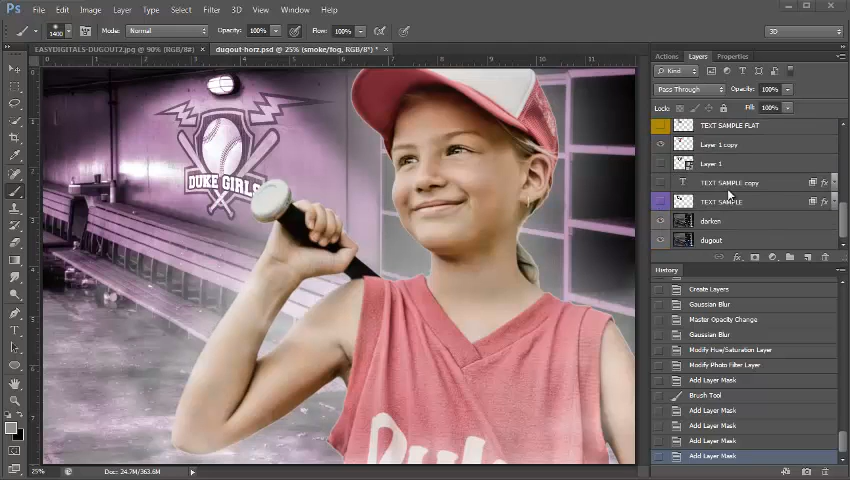 Ps File Edit Image Layer Type Select Filter 3D View Window Help
1400 Mode: Normal Opacity: 100% Flow: 100% 3D
EASYDIGITALS-DUGOUT2.jpg @ 90% (RGB/8#) × dugout-horz.psd @ 25% (smoke/fog, RGB/8*) * ×
Actions Layers Properties
Kind
Pass Through Opacity: 100%
Lock: Fill: 100%
TEXT SAMPLE FLAT
Layer 1 copy
Layer 1
T TEXT SAMPLE copy fx
TEXT SAMPLE fx
darken
dugout
History
Create Layers
Gaussian Blur
Master Opacity Change
Gaussian Blur
Modify Hue/Saturation Layer
Modify Photo Filter Layer
Add Layer Mask
Brush Tool
Add Layer Mask
Add Layer Mask
Add Layer Mask
Add Layer Mask
DUKE GIRLS
Duk
25% Doc: 24.7M/363.6M